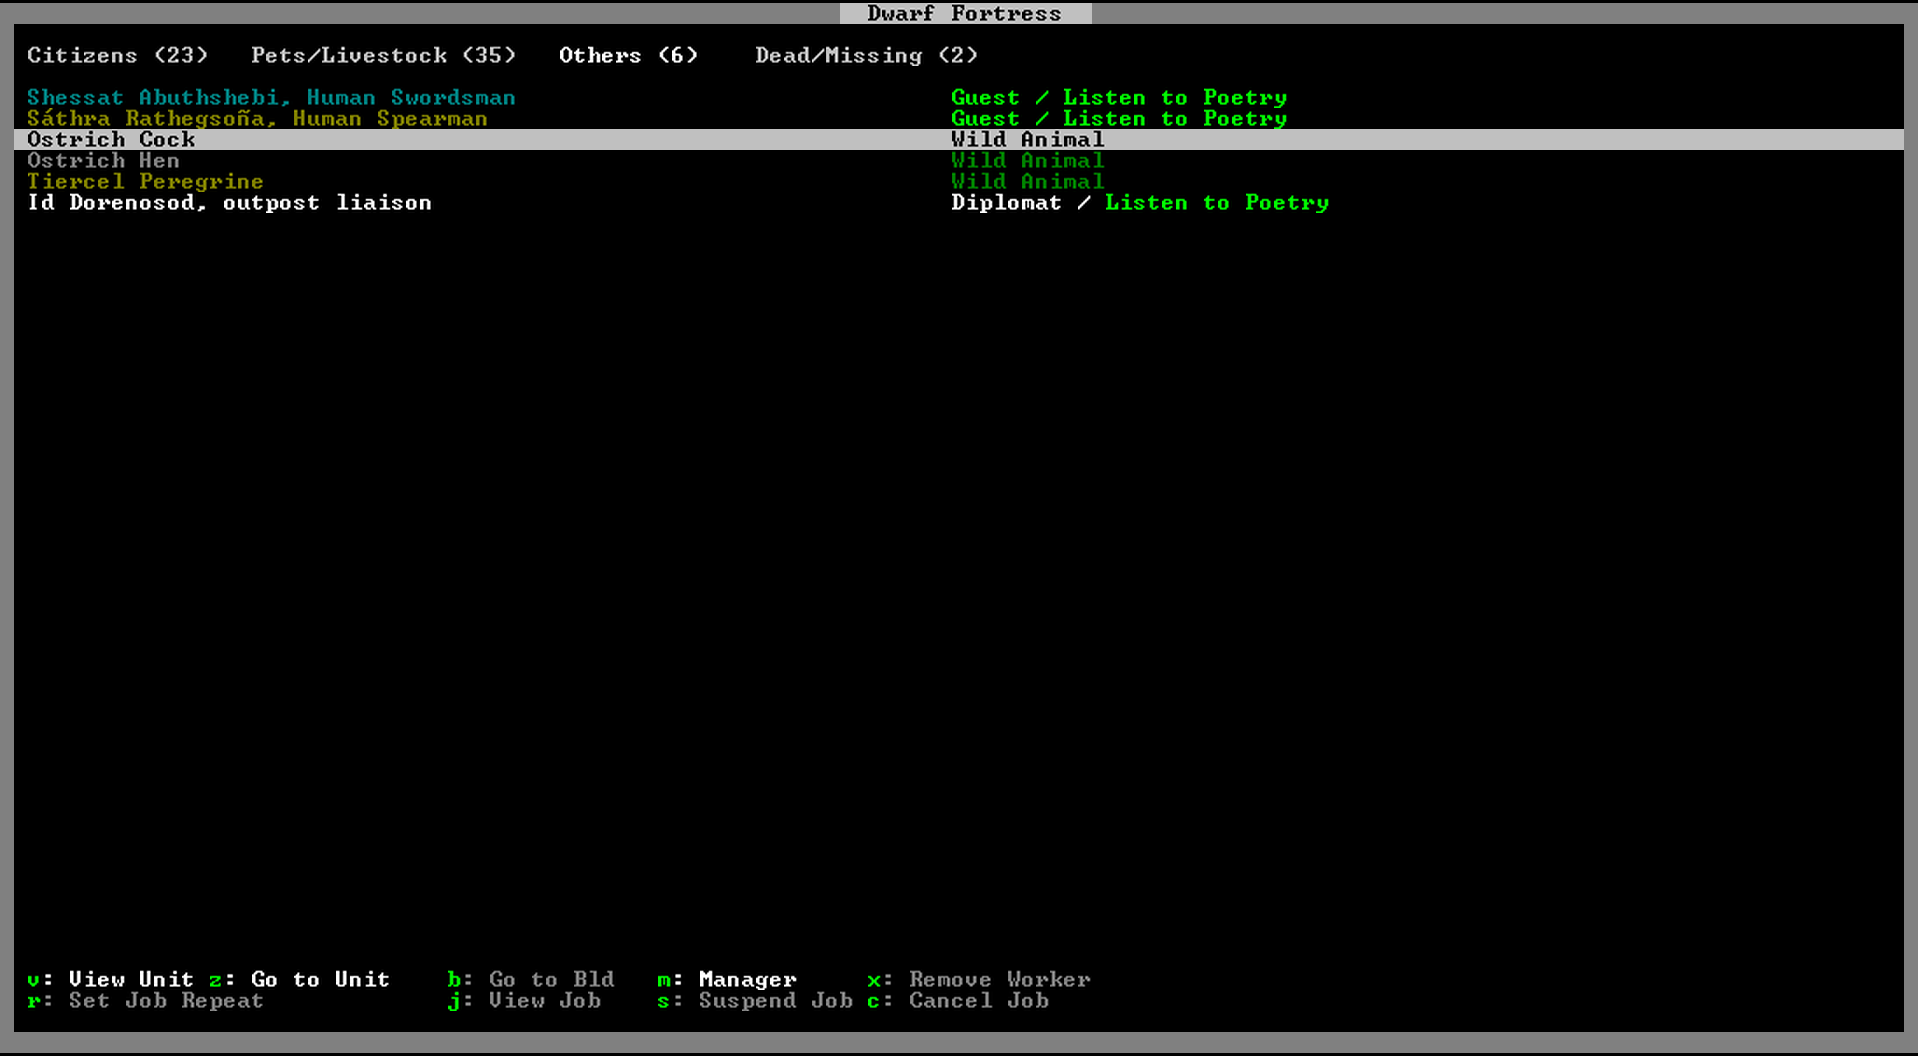 Dwarf Fortress
Citizens (23) Pets/Livestock (35) Others (6) Dead/Missing (2)
Shessat Abuthshebi, Human Swordsman Guest / Listen to Poetry
Sáthra Rathegsoña, Human Spearman Guest / Listen to Poetry
Ostrich Cock Wild Animal
Ostrich Hen Wild Animal
Tiercel Peregrine Wild Animal
Id Dorenosod, outpost liaison Diplomat / Listen to Poetry
v: View Unit z: Go to Unit b: Go to Bld m: Manager x: Remove Worker
r: Set Job Repeat j: View Job s: Suspend Job c: Cancel Job